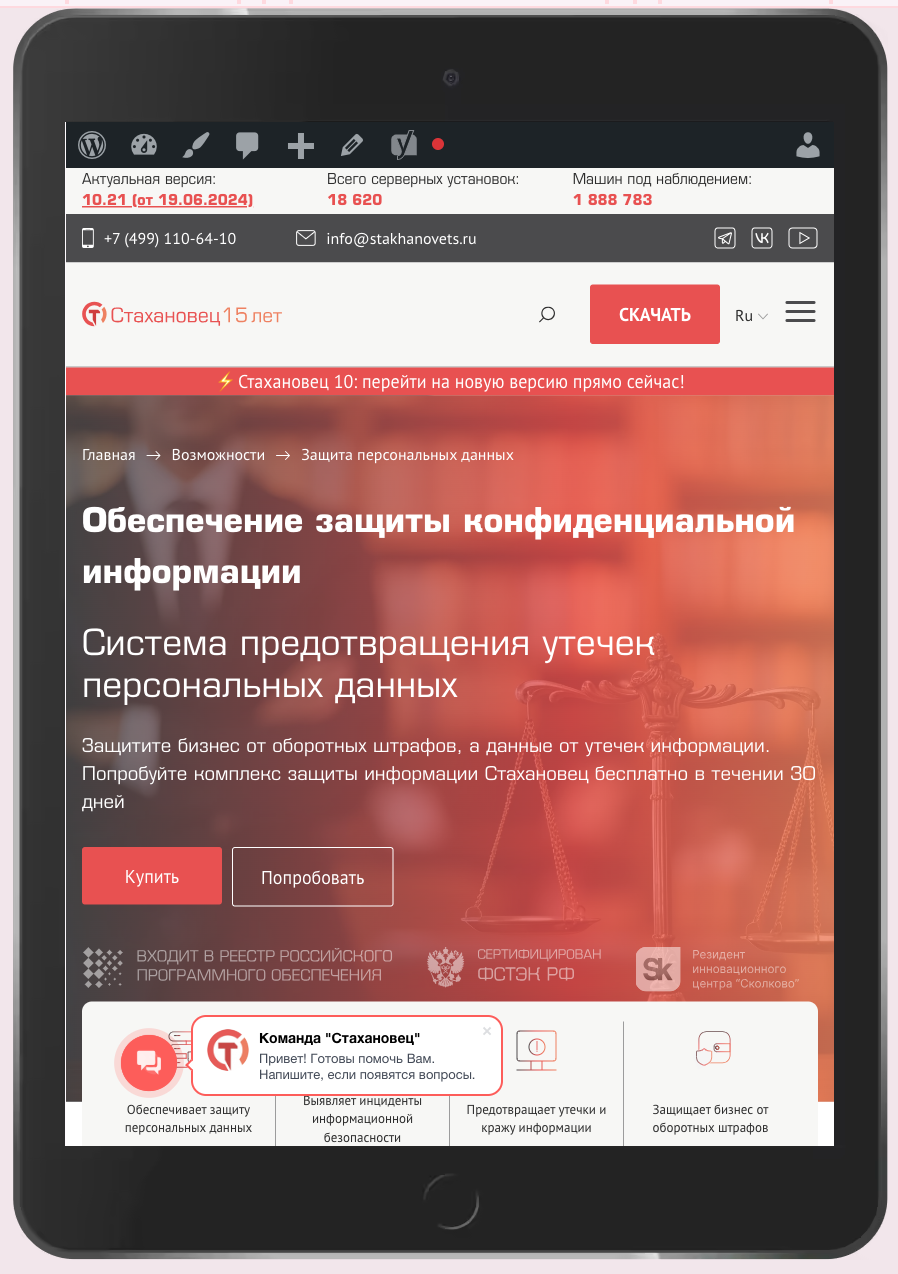 Актуальная версия:
Всего серверных установок:
Машин под наблюдением:
10.21 (от 19.06.2024)
18 620
1 888 783
+7 (499) 110-64-10
info@stakhanovets.ru
Стахановец 15 лет
СКАЧАТЬ
Ru
⚡ Стахановец 10: перейти на новую версию прямо сейчас!
Главная → Возможности → Защита персональных данных
Обеспечение защиты конфиденциальной
информации
Система предотвращения утечек
персональных данных
Защитите бизнес от оборотных штрафов, а данные от утечек информации.
Попробуйте комплекс защиты информации Стахановец бесплатно в течении 30
дней
Купить
Попробовать
ВХОДИТ В РЕЕСТР РОССИЙСКОГО
ПРОГРАММНОГО ОБЕСПЕЧЕНИЯ
СЕРТИФИЦИРОВАН
ФСТЭК РФ
Sk
Резидент
инновационного
центра "Сколково"
Команда "Стахановец"
Привет! Готовы помочь Вам.
Напишите, если появятся вопросы.
Обеспечивает защиту
персональных данных
Выявляет инциденты
информационной
безопасности
Предотвращает утечки и
кражу информации
Защищает бизнес от
оборотных штрафов